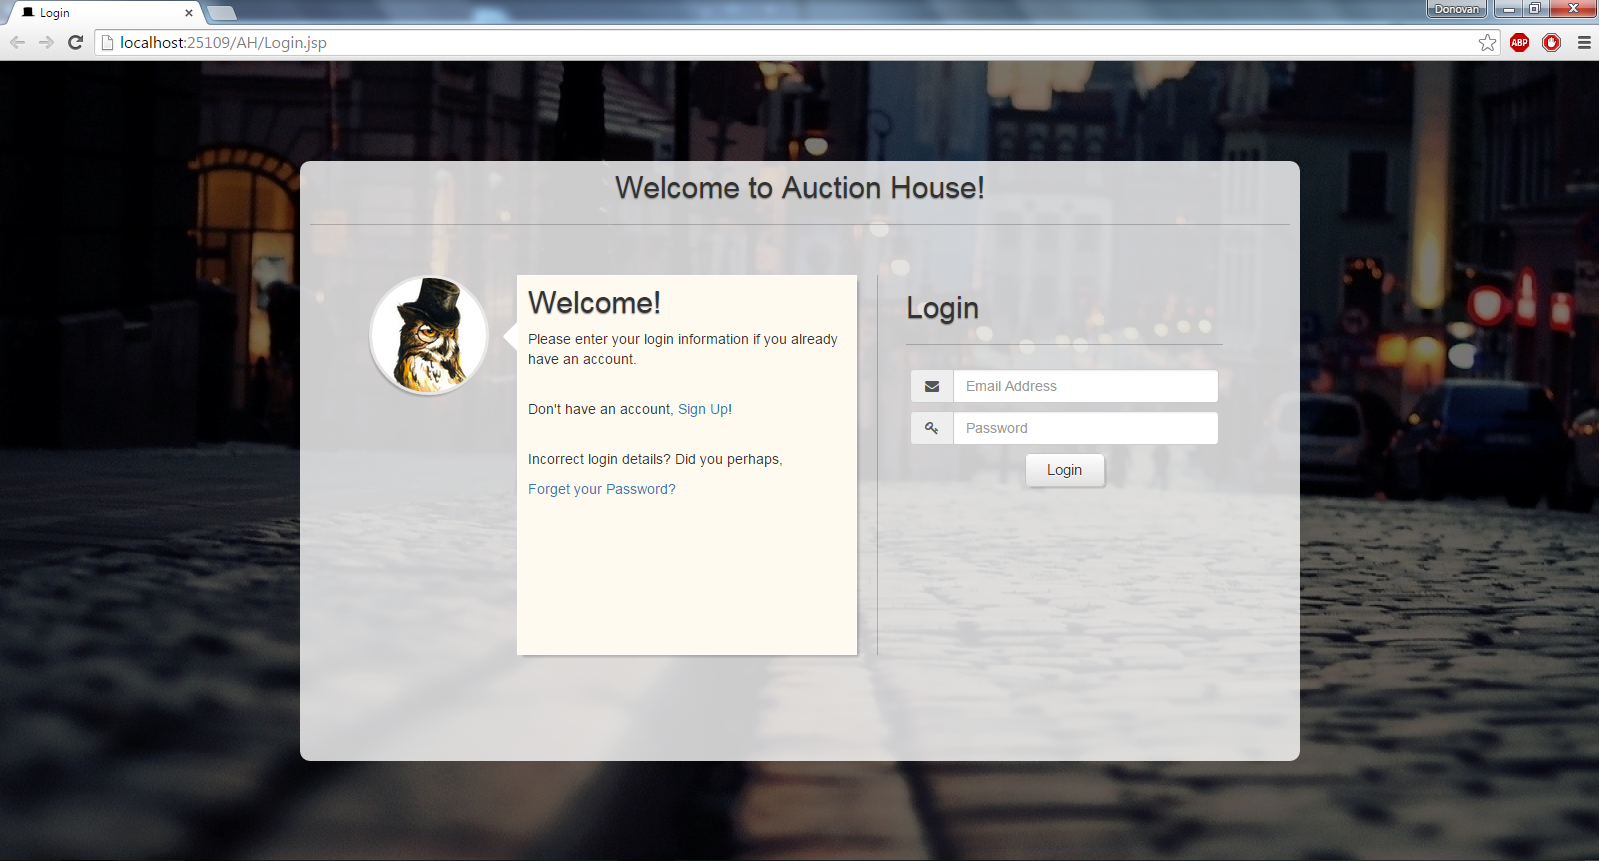 Login
Donovan
localhost:25109/AH/Login.jsp
ABP
Welcome to Auction House!
Welcome!
Please enter your login information if you already
have an account.
Don't have an account, Sign Up!
Incorrect login details? Did you perhaps,
Forget your Password?
Login
Email Address
Password
Login